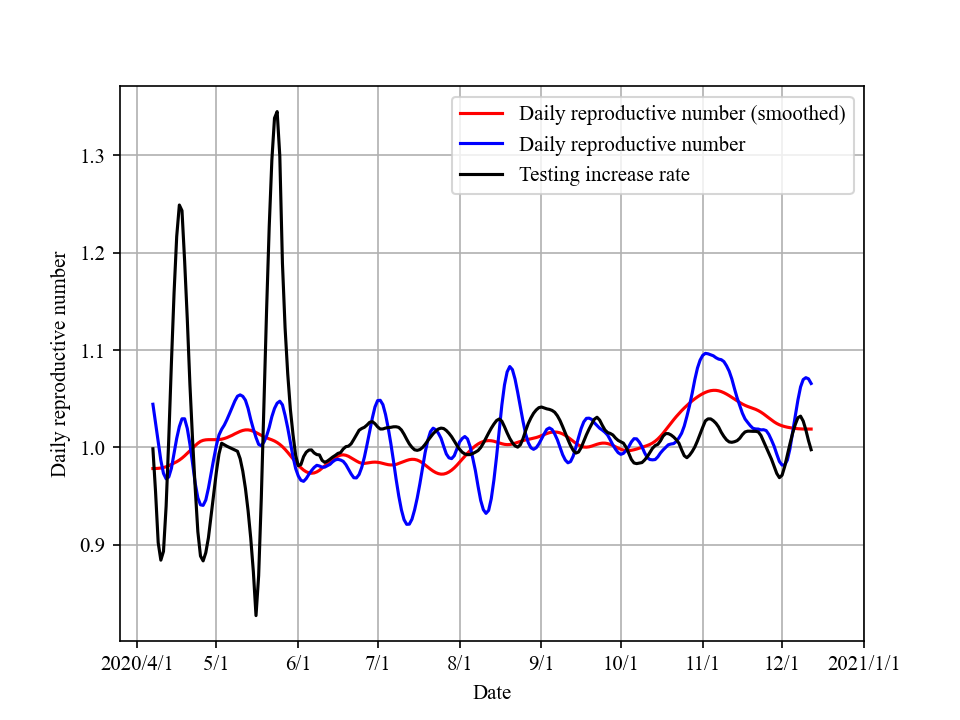 Daily reproductive number (smoothed)
Daily reproductive number
Testing increase rate
Daily reproductive number
1.3
1.2
1.1
1.0
0.9
2020/4/1 5/1 6/1 7/1 8/1 9/1 10/1 11/1 12/1 2021/1/1
Date